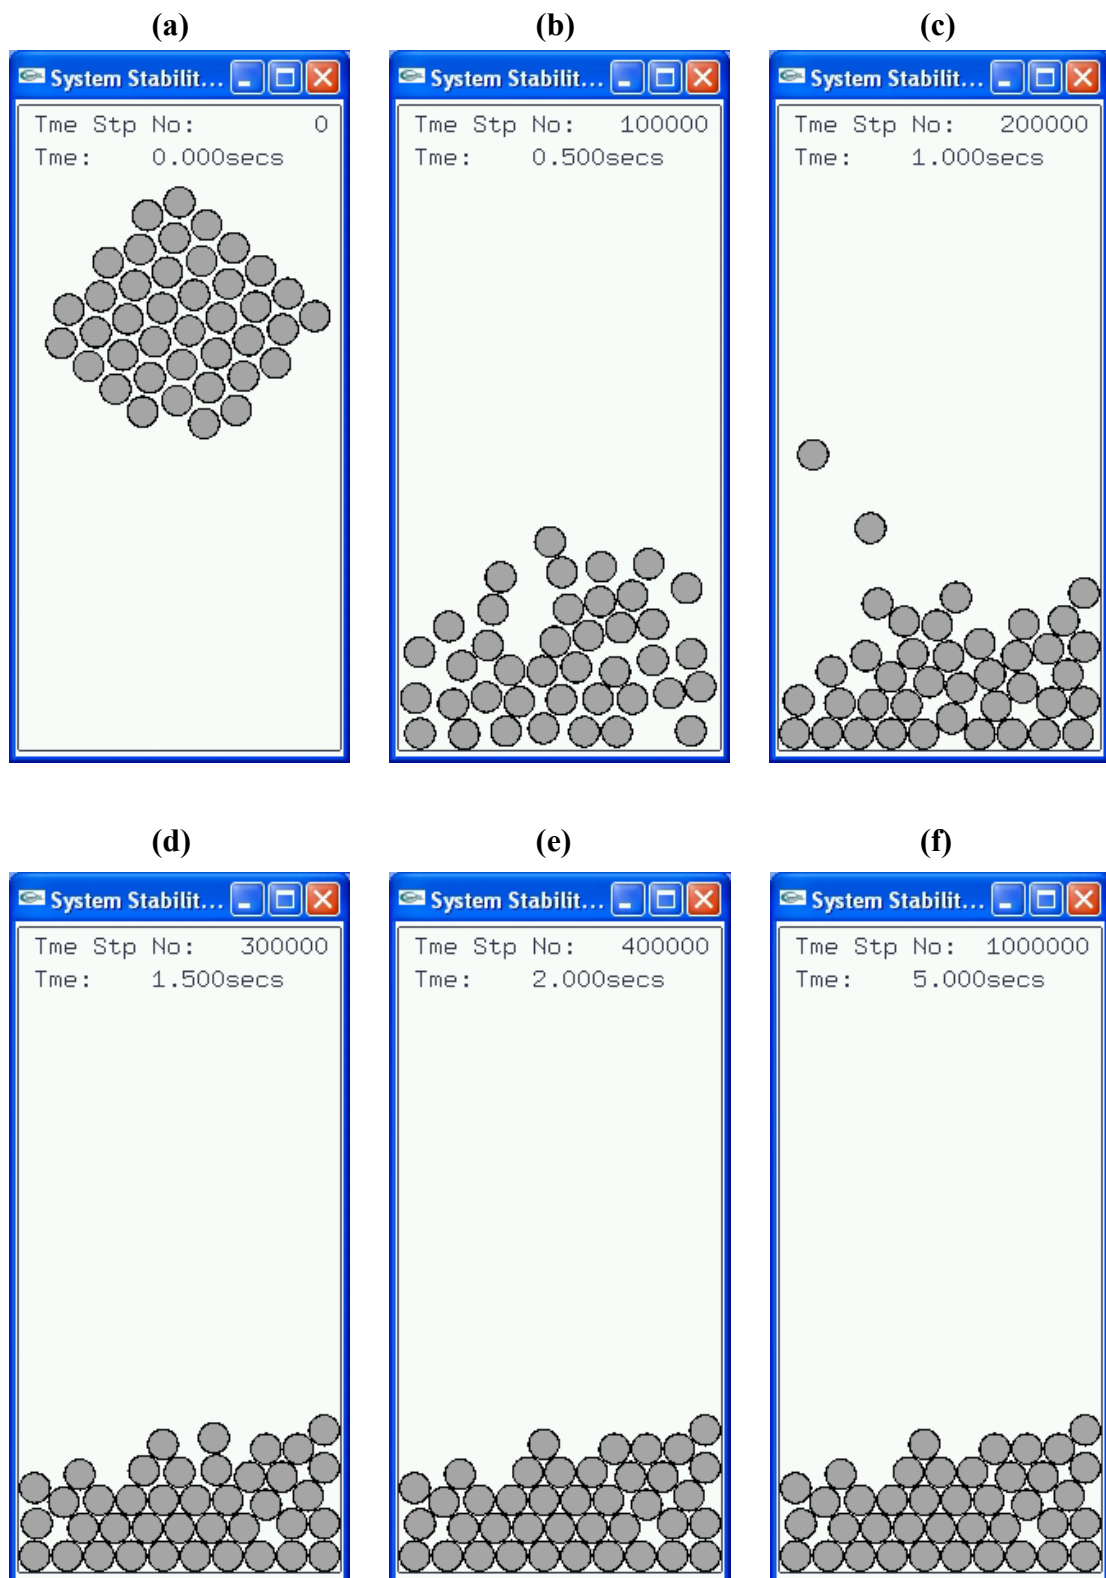 (a) (b) (c)
System Stabilit... System Stabilit... System Stabilit...
Tme Stp No: 0 Tme Stp No: 100000 Tme Stp No: 200000
Tme: 0.000secs Tme: 0.500secs Tme: 1.000secs
(d) (e) (f)
System Stabilit... System Stabilit... System Stabilit...
Tme Stp No: 300000 Tme Stp No: 400000 Tme Stp No: 1000000
Tme: 1.500secs Tme: 2.000secs Tme: 5.000secs